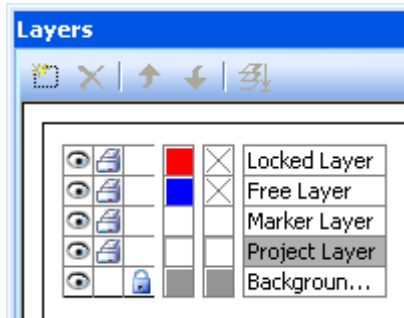 Layers
Locked Layer
Free Layer
Marker Layer
Project Layer
Backgroun...